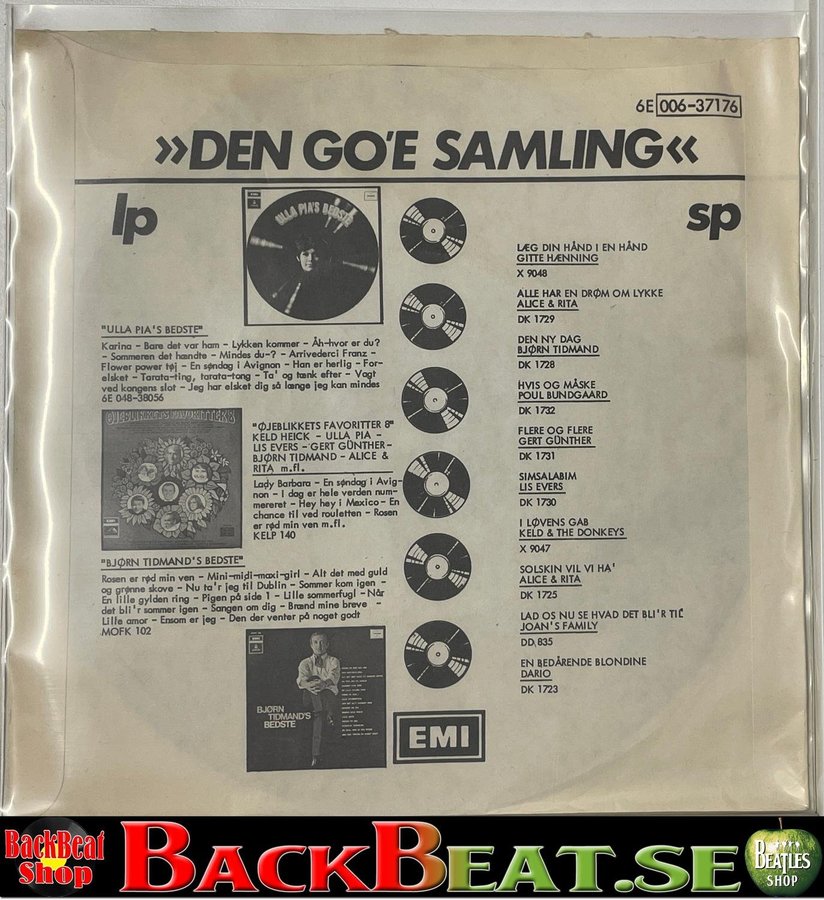 6E 006-37176
»DEN GO'E SAMLING«
lp
sp
ULLA PIA'S BEDSTE
"ULLA PIA'S BEDSTE"
Karina - Bare det var ham - Lykken kommer - Åh-hvor er du?
- Sommeren det hændte - Mindes du-? - Arrivederci Franz -
Flower power tøj - En søndag i Avignon - Han er herlig - For-
elsket - Tarata-ting, tarata-tong - Ta' og tænk efter - Vagt
ved kongens slot - Jeg har elsket dig så længe jeg kan mindes
6E 048-38056
ØJEBLIKKETS FAVORITTER 8
"ØJEBLIKKETS FAVORITTER 8"
KELD HEICK - ULLA PIA -
LIS EVERS - GERT GÜNTHER-
BJØRN TIDMAND - ALICE &
RITA m.fl.
Lady Barbara - En søndag i Avig-
non - I dag er hele verden num-
mereret - Hey hey i Mexico - En
chance til ved rouletten - Rosen
er rød min ven m.fl.
KELP 140
"BJØRN TIDMAND'S BEDSTE"
Rosen er rød min ven - Mini-midi-maxi-girl - Alt det med guld
og grønne skove - Nu ta'r jeg til Dublin - Sommer kom igen -
En lille gylden ring - Pigen på side 1 - Lille sommerfugl - Når
det bli'r sommer igen - Sangen om dig - Brænd mine breve -
Lille amor - Ensom er jeg - Den der venter på noget godt
MOFK 102
BJØRN
TIDMAND'S
BEDSTE
LÆG DIN HÅND I EN HÅND
GITTE HÆNNING
X 9048
ALLE HAR EN DRØM OM LYKKE
ALICE & RITA
DK 1729
DEN NY DAG
BJØRN TIDMAND
DK 1728
HVIS OG MÅSKE
POUL BUNDGAARD
DK 1732
FLERE OG FLERE
GERT GÜNTHER
DK 1731
SIMSALABIM
LIS EVERS
DK 1730
I LØVENS GAB
KELD & THE DONKEYS
X 9047
SOLSKIN VIL VI HA'
ALICE & RITA
DK 1725
LAD OS NU SE HVAD DET BLI'R TIL
JOAN'S FAMILY
DD 835
EN BEDÅRENDE BLONDINE
DARIO
DK 1723
EMI
BackBeat
Shop
BACKBEAT.SE
BEATLES
SHOP